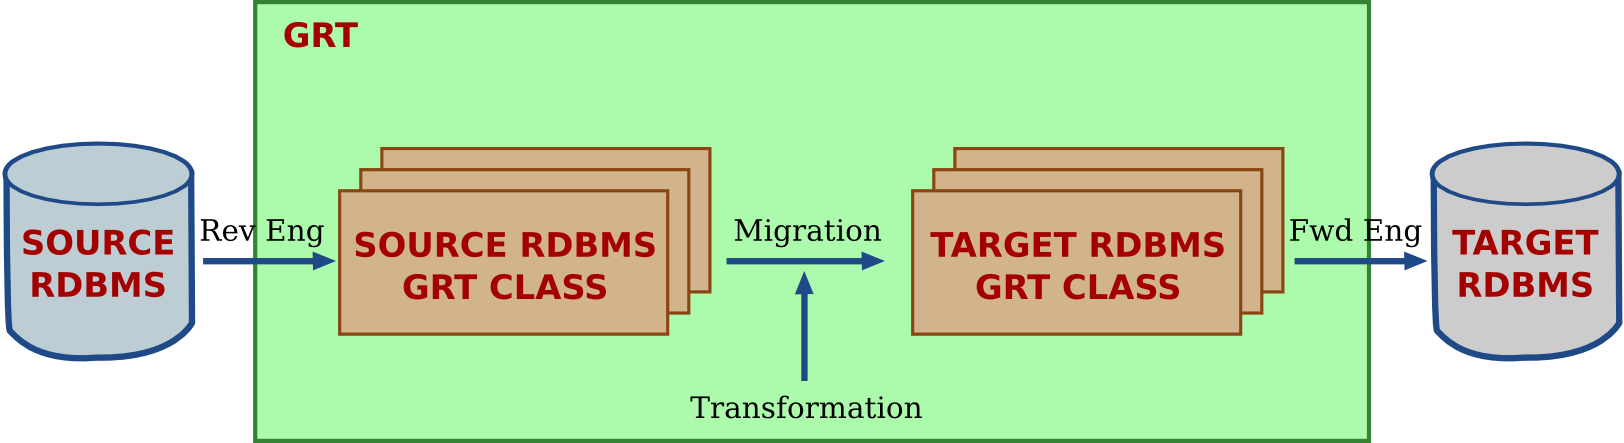 GRT
SOURCE
RDBMS
Rev Eng
SOURCE RDBMS
GRT CLASS
Migration
Transformation
TARGET RDBMS
GRT CLASS
Fwd Eng
TARGET
RDBMS